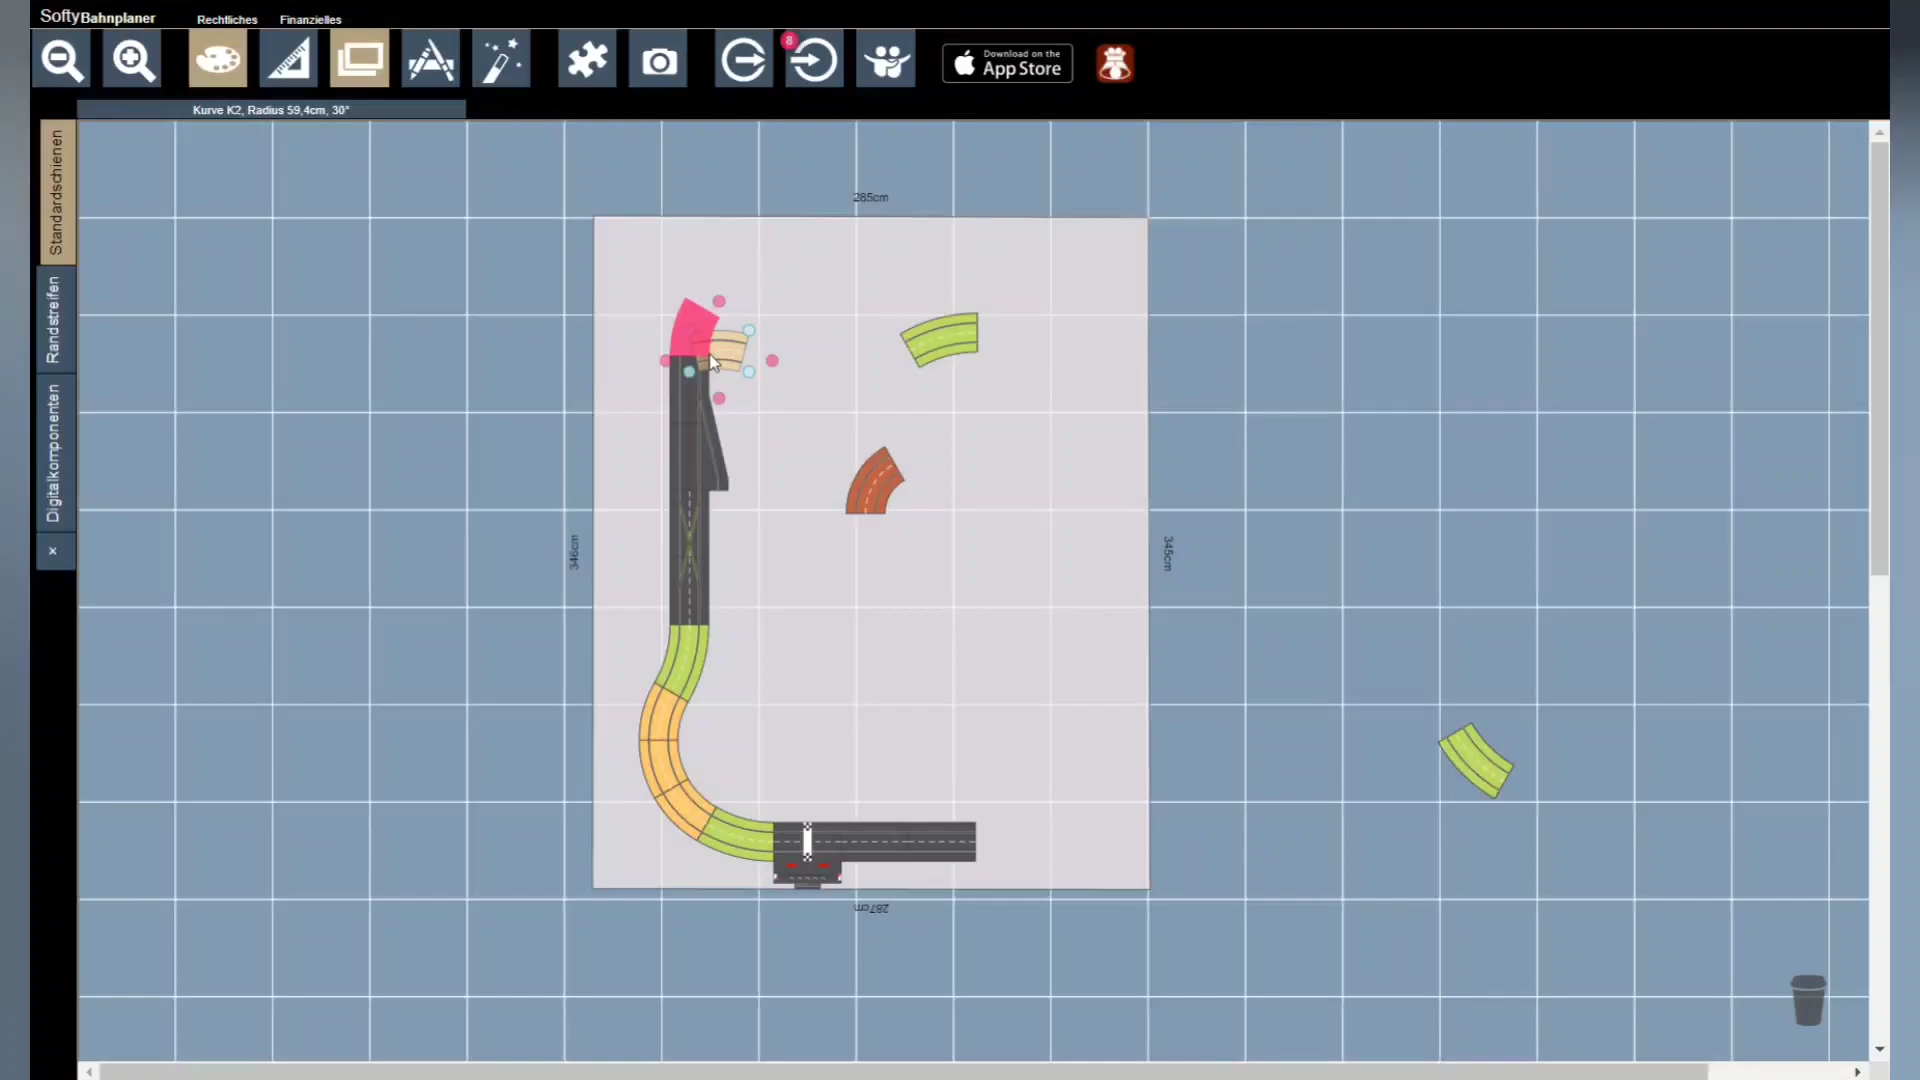 SoftyBahnplaner
Rechtliches
Finanzielles
8
Download on the
App Store
Kurve K2, Radius 59,4cm, 30°
Standardschienen
Randstreifen
Digitalkomponenten
×
285cm
346cm
345cm
287cm